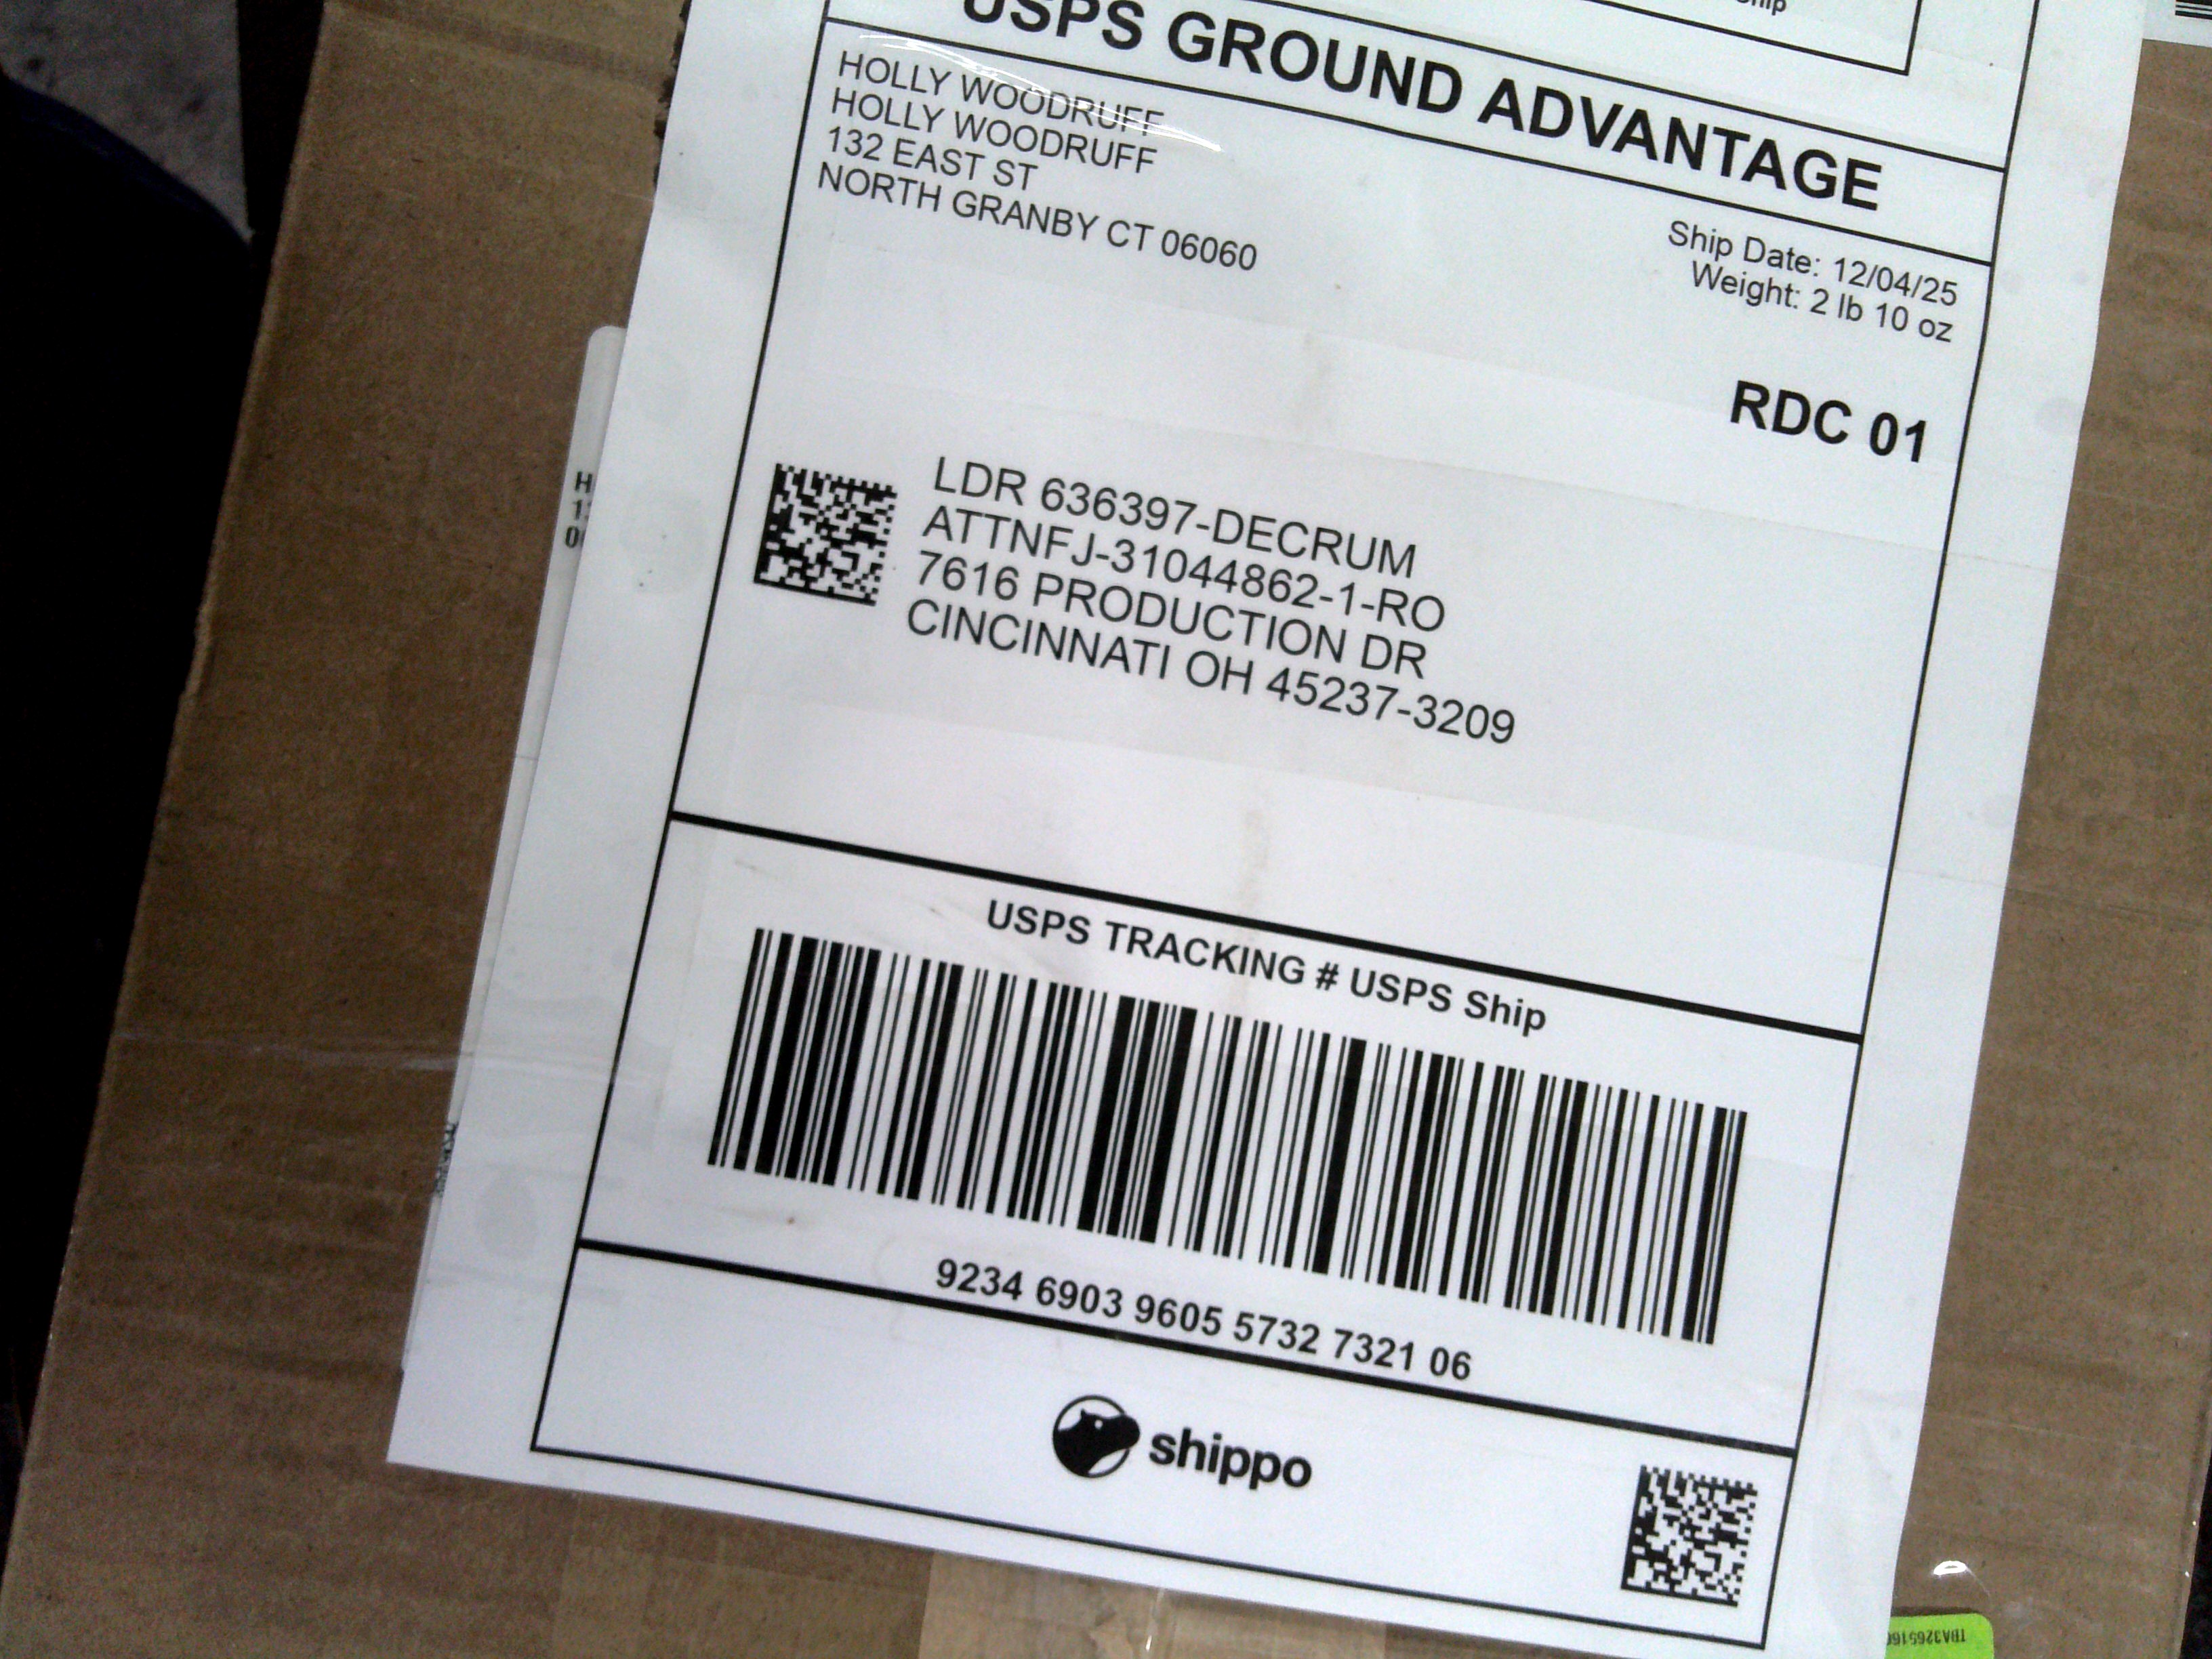 USPS GROUND ADVANTAGE
HOLLY WOODRUFF
HOLLY WOODRUFF
132 EAST ST
NORTH GRANBY CT 06060
Ship Date: 12/04/25
Weight: 2 lb 10 oz
RDC 01
LDR 636397-DECRUM
ATTNFJ-31044862-1-RO
7616 PRODUCTION DR
CINCINNATI OH 45237-3209
USPS TRACKING # USPS Ship
9234 6903 9605 5732 7321 06
shippo